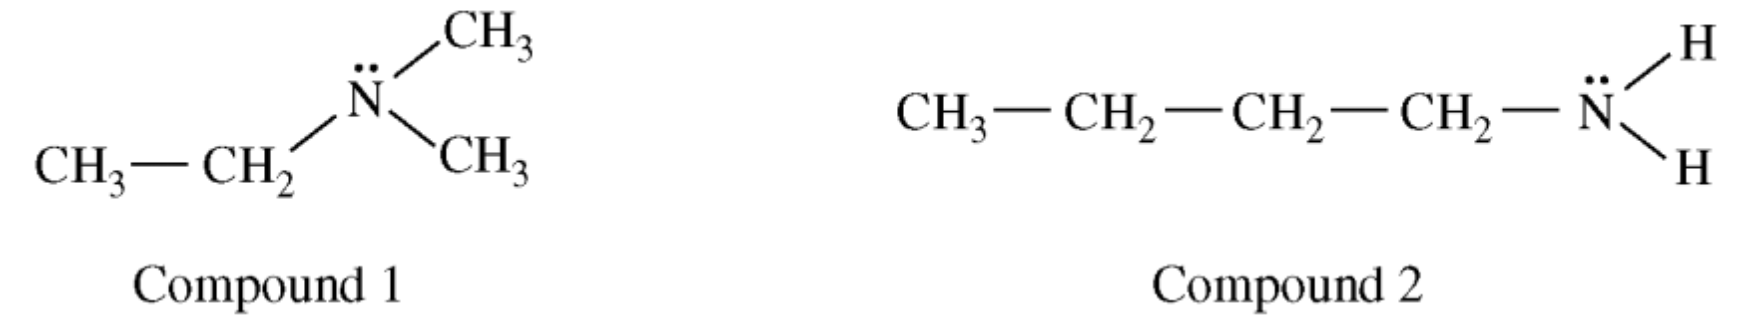 CH3—CH2—N̈ CH3 CH3
CH3—CH2—CH2—CH2—N̈ H H
Compound 1
Compound 2